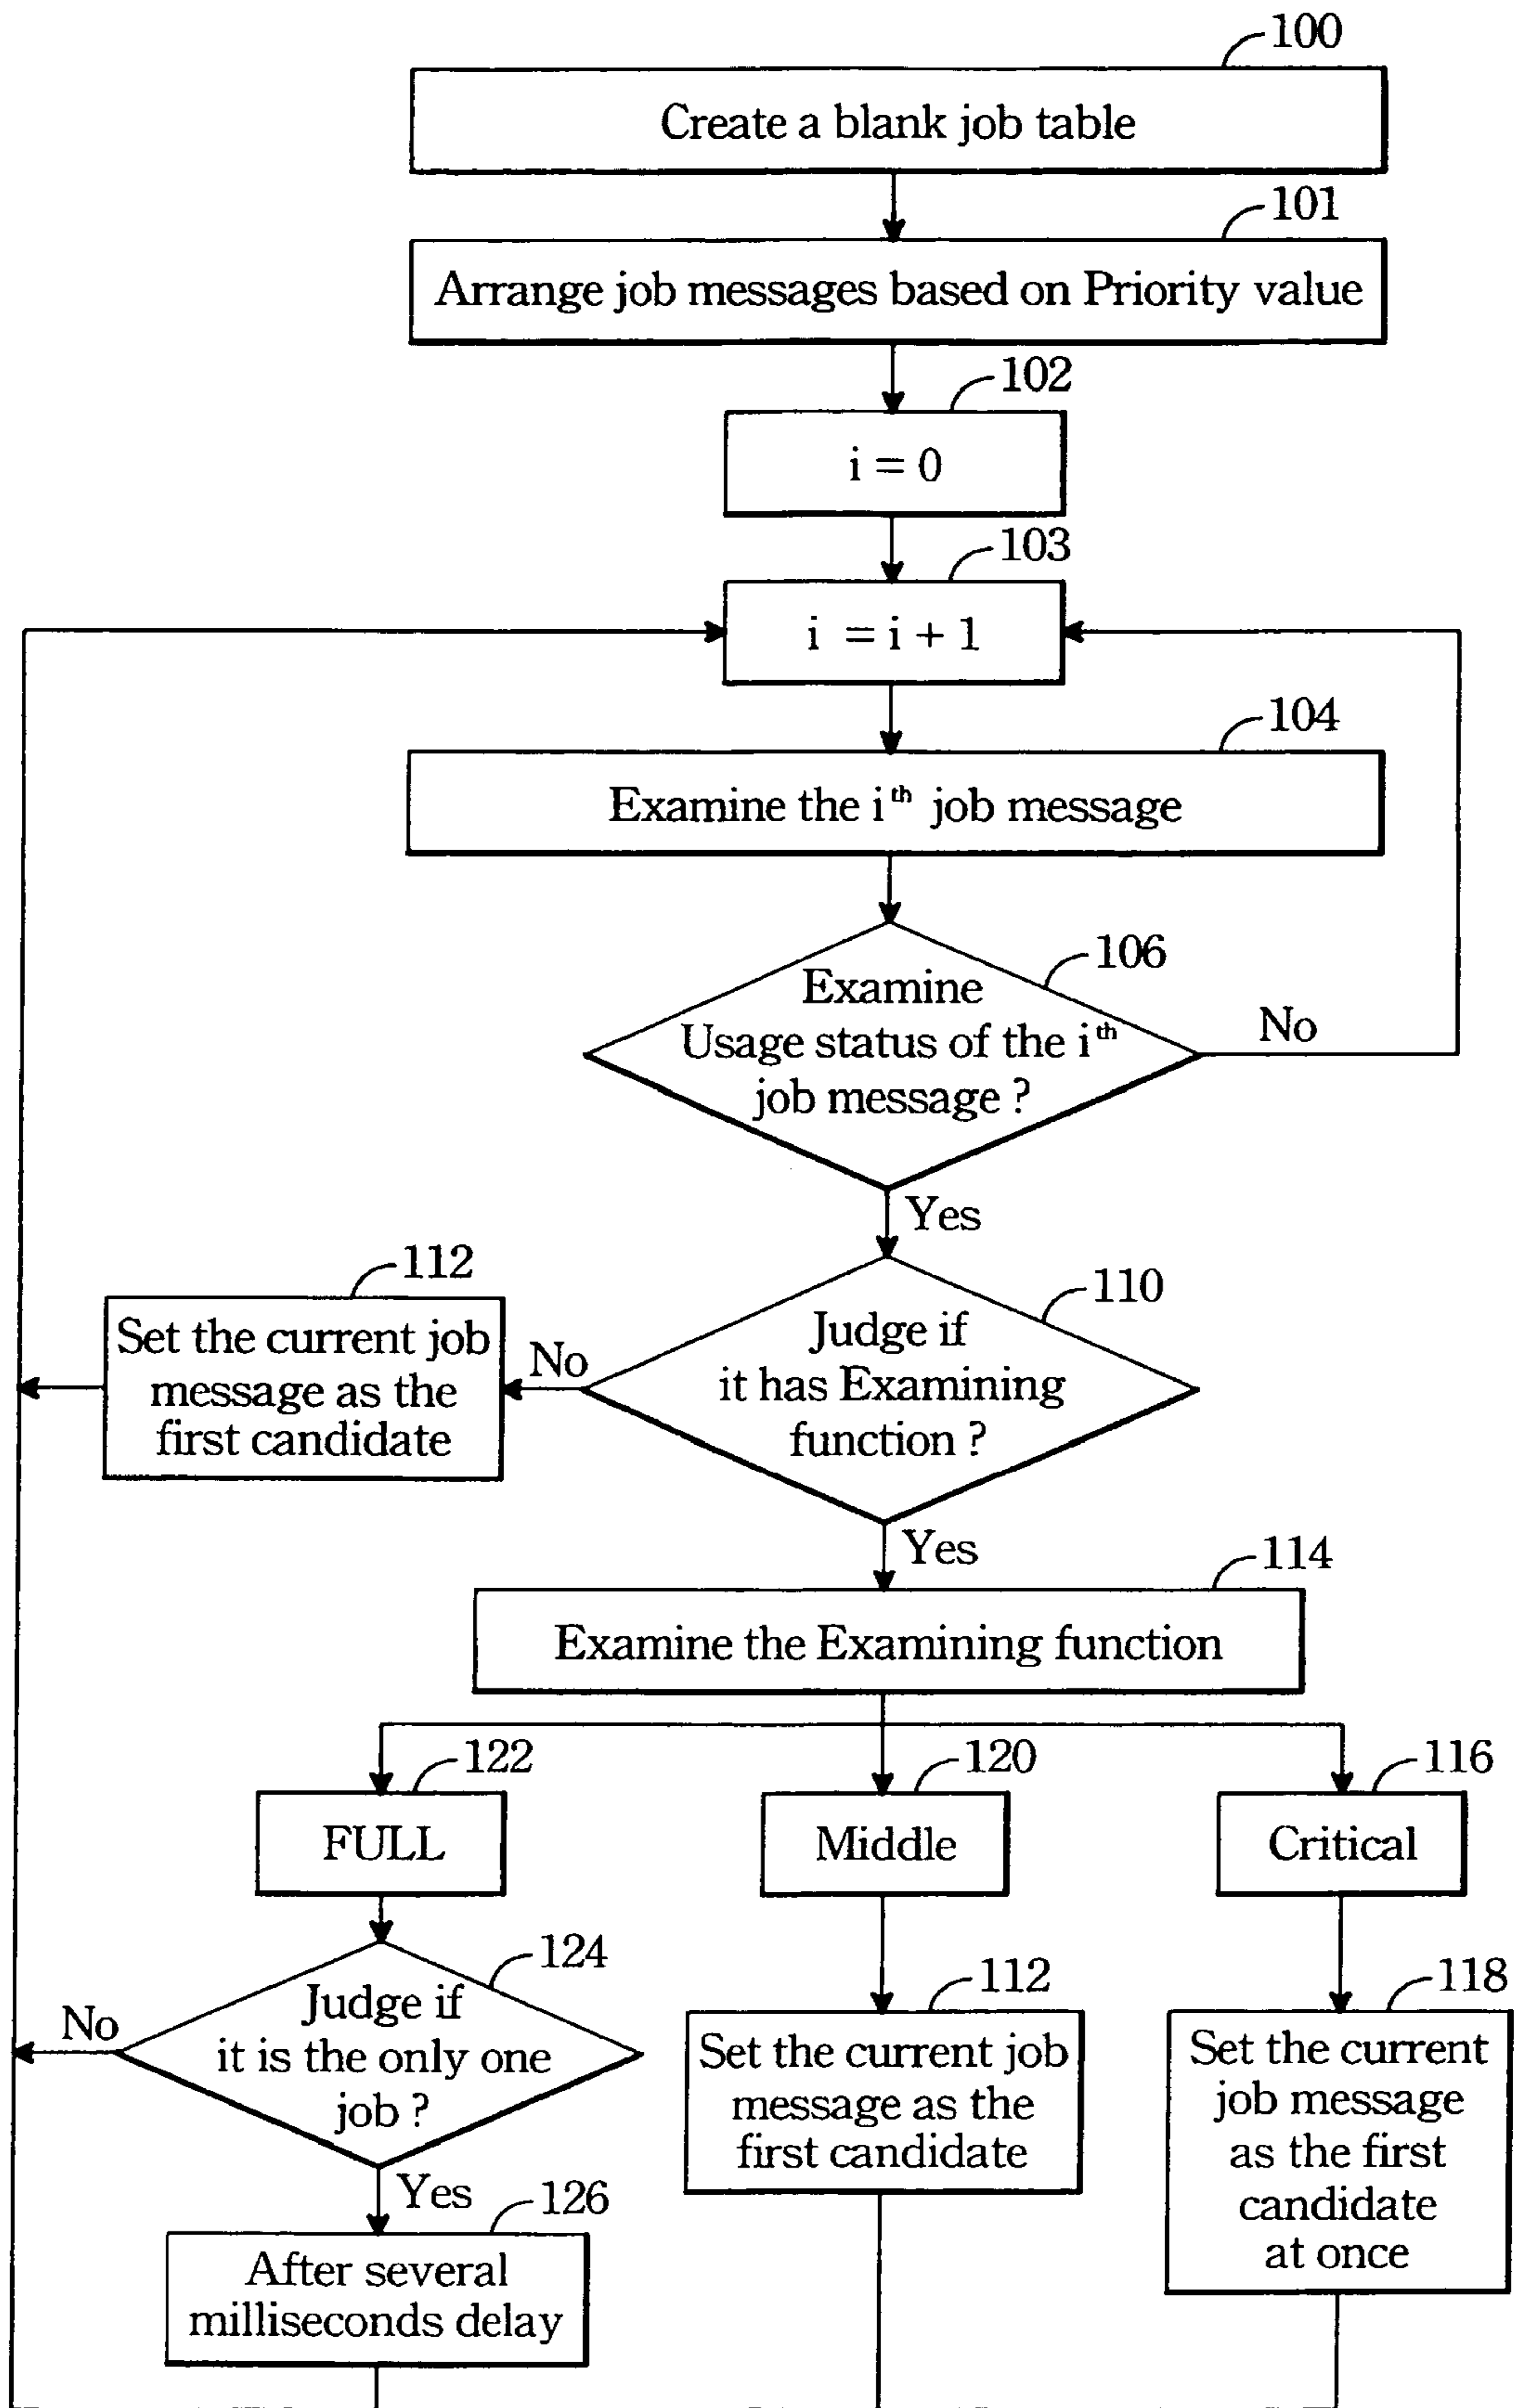 100
Create a blank job table
101
Arrange job messages based on Priority value
102
i = 0
103
i = i + 1
104
Examine the i th job message
106
Examine
Usage status of the i th
job message ?
No
Yes
112
Set the current job
message as the
first candidate
No
110
Judge if
it has Examining
function ?
Yes
114
Examine the Examining function
122
FULL
120
Middle
116
Critical
124
Judge if
it is the only one
job ?
No
Yes
126
After several
milliseconds delay
112
Set the current job
message as the
first candidate
118
Set the current
job message
as the first
candidate
at once